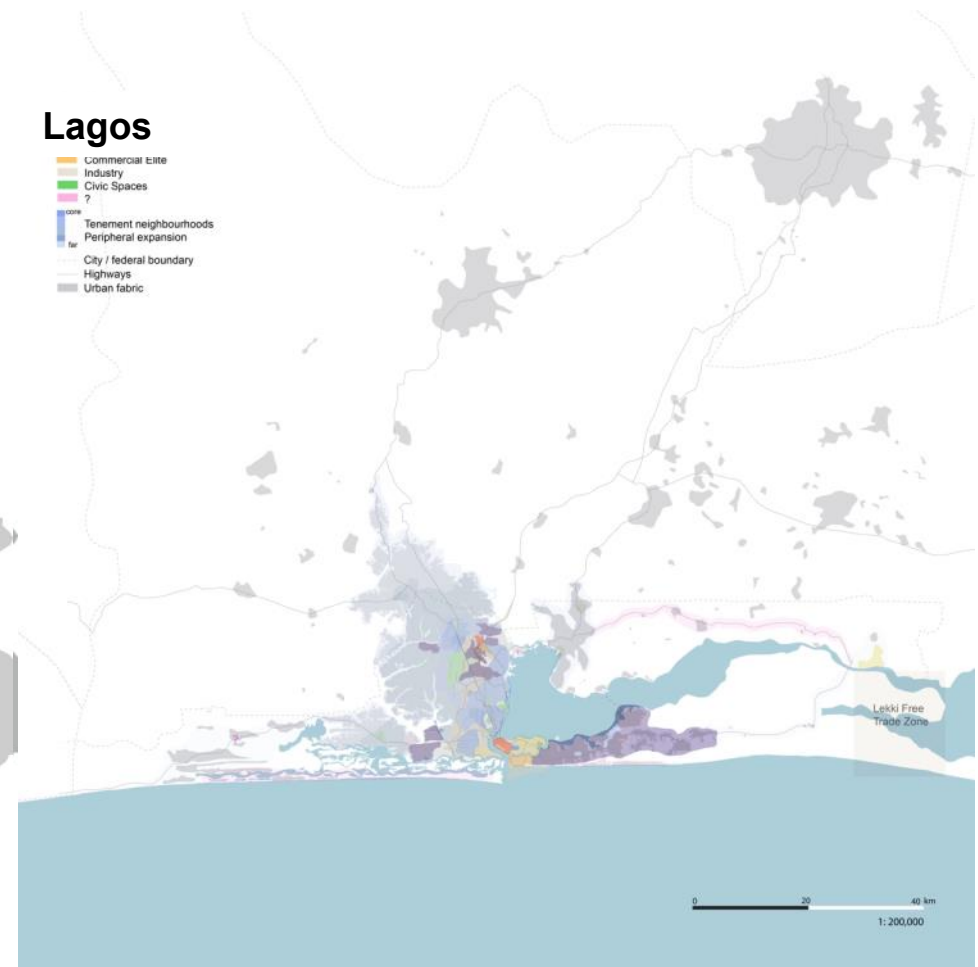 Lagos
Commercial Elite
Industry
Civic Spaces
?
core
Tenement neighbourhoods
Peripheral expansion
far
City / federal boundary
Highways
Urban fabric
Lekki Free
Trade Zone
0 20 40 km
1: 200,000